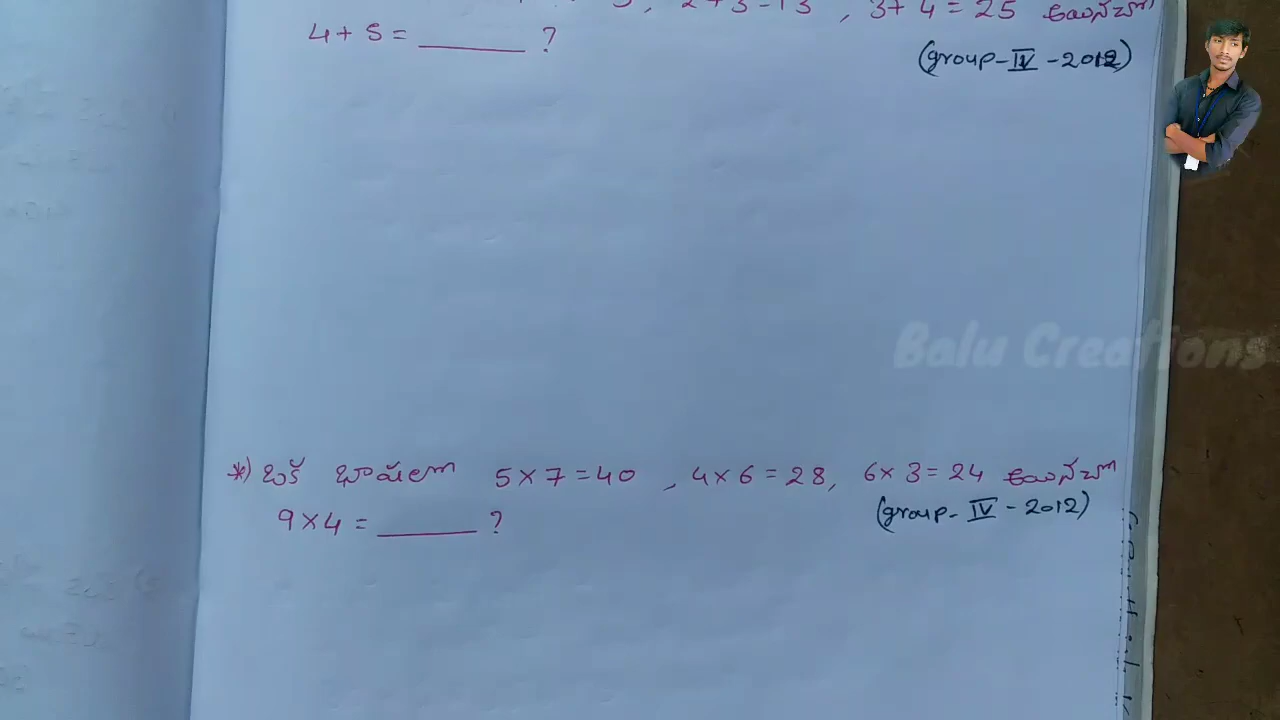 5, 2 + 3 = 13, 3 + 4 = 25 అయినచో
4 + 5 = ______ ?
(group-IV-2012)
Balu Creations
*) ఒక భాషలో 5 × 7 = 40, 4 × 6 = 28, 6 × 3 = 24 అయినచో
9 × 4 = ______ ?
(group-IV-2012)